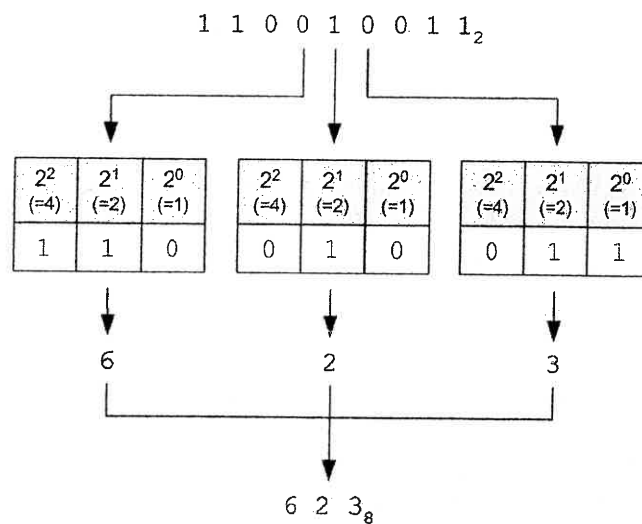 1 1 0 0 1 0 0 1 1₂
2² 2¹ 2⁰ 2² 2¹ 2⁰ 2² 2¹ 2⁰
(=4) (=2) (=1) (=4) (=2) (=1) (=4) (=2) (=1)
1 1 0 0 1 0 0 1 1
6 2 3
6 2 3₈